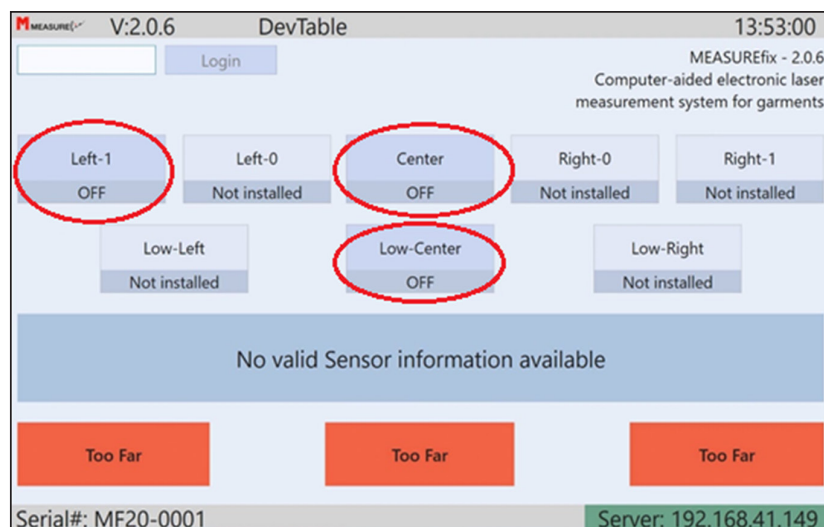 MMEASURE V:2.0.6 DevTable 13:53:00
Login
MEASUREfix - 2.0.6
Computer-aided electronic laser
measurement system for garments
Left-1 Left-0 Center Right-0 Right-1
OFF Not installed OFF Not installed Not installed
Low-Left Low-Center Low-Right
Not installed OFF Not installed
No valid Sensor information available
Too Far Too Far Too Far
Serial#: MF20-0001 Server: 192.168.41.149